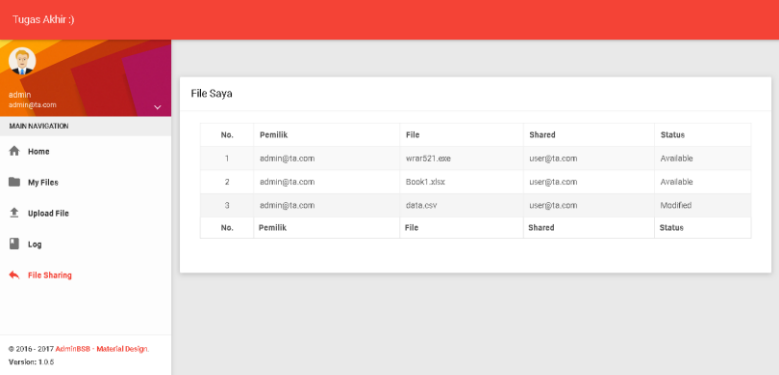 Tugas Akhir :)
admin
admin@ta.com
MAIN NAVIGATION
Home
My Files
Upload File
Log
File Sharing
© 2016 - 2017 AdminBSB - Material Design.
Version: 1.0.5
File Saya
No. Pemilik File Shared Status
1 admin@ta.com wrar521.exe user@ta.com Available
2 admin@ta.com Book1.xlsx user@ta.com Available
3 admin@ta.com data.csv user@ta.com Modified
No. Pemilik File Shared Status